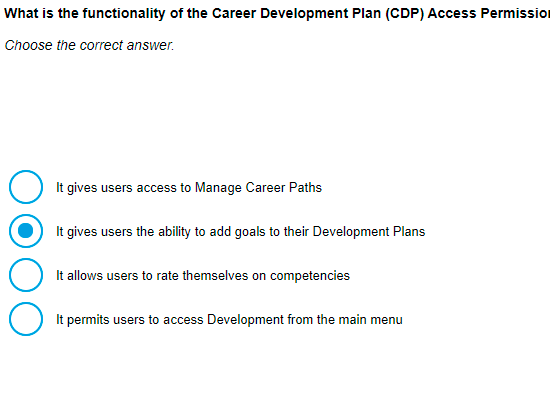 What is the functionality of the Career Development Plan (CDP) Access
Choose the correct answer.
It gives users access to Manage Career Paths
It gives users the ability to add goals to their Development Plans
It allows users to rate themselves on competencies
It permits users to access Development from the main menu